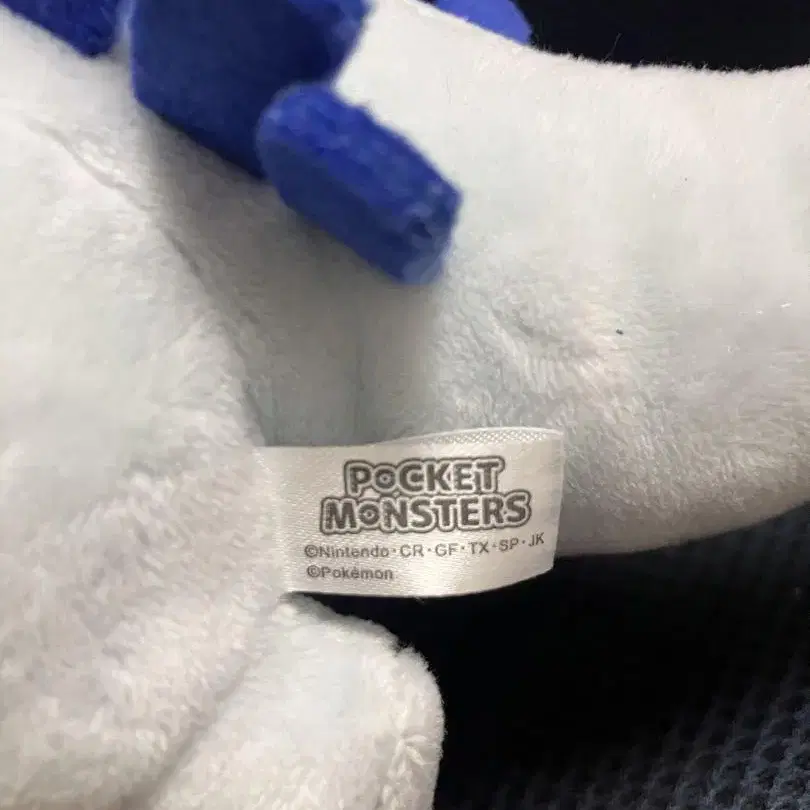 POCKET
MONSTERS
©Nintendo・CR・GF・TX・SP・JK
©Pokémon